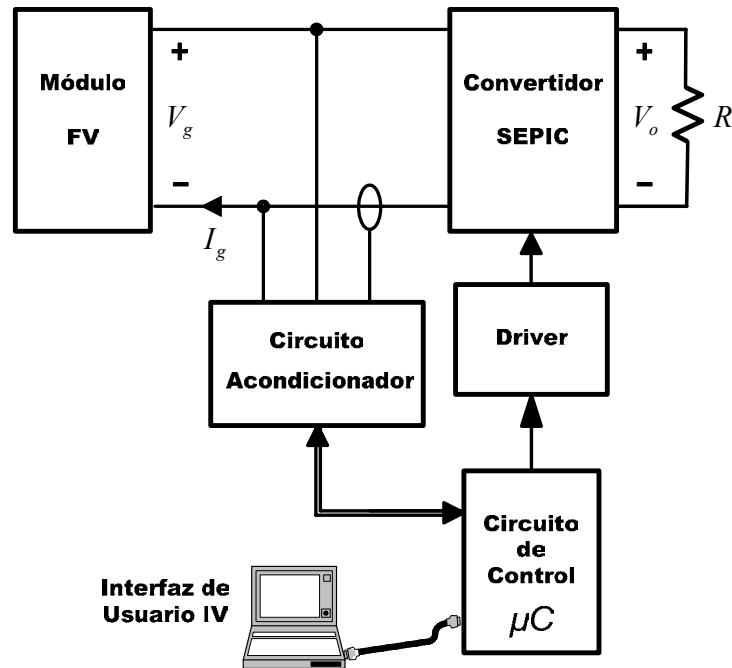 Módulo
FV
+
V_g
−
I_g
Convertidor
SEPIC
+
V_o
−
R
Circuito
Acondicionador
Driver
Circuito
de
Control
µC
Interfaz de
Usuario IV